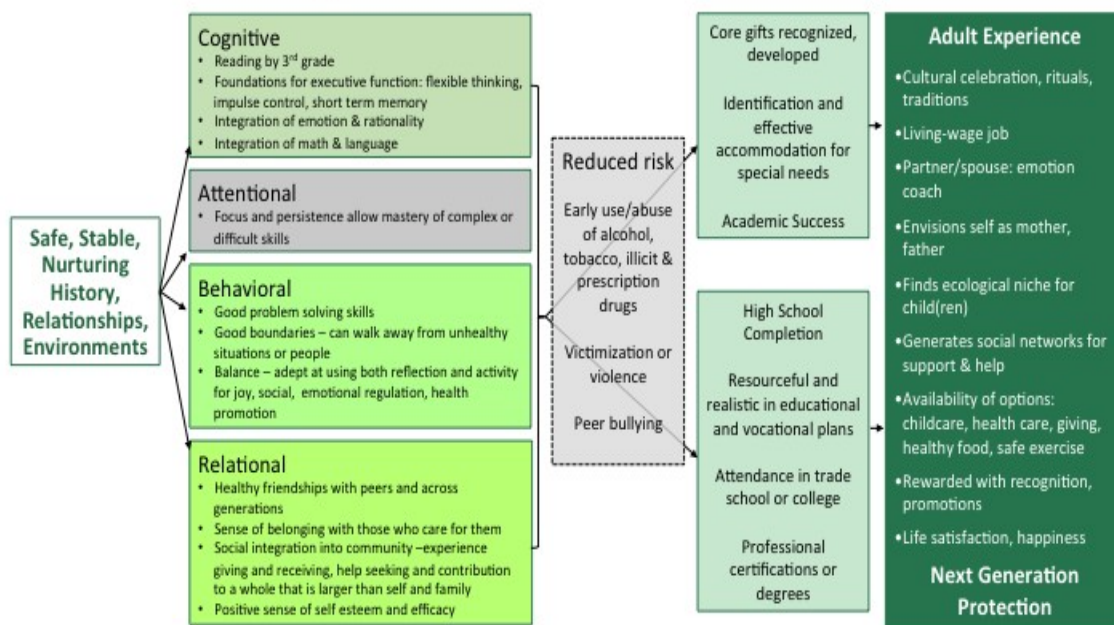 Safe, Stable,
Nurturing
History,
Relationships,
Environments
Cognitive
• Reading by 3rd grade
• Foundations for executive function: flexible thinking,
impulse control, short term memory
• Integration of emotion & rationality
• Integration of math & language
Attentional
• Focus and persistence allow mastery of complex or
difficult skills
Behavioral
• Good problem solving skills
• Good boundaries – can walk away from unhealthy
situations or people
• Balance – adept at using both reflection and activity
for joy, social, emotional regulation, health
promotion
Relational
• Healthy friendships with peers and across
generations
• Sense of belonging with those who care for them
• Social integration into community –experience
giving and receiving, help seeking and contribution
to a whole that is larger than self and family
• Positive sense of self esteem and efficacy
Reduced risk
Early use/abuse
of alcohol,
tobacco, illicit &
prescription
drugs
Victimization or
violence
Peer bullying
Core gifts recognized,
developed
Identification and
effective
accommodation for
special needs
Academic Success
High School
Completion
Resourceful and
realistic in educational
and vocational plans
Attendance in trade
school or college
Professional
certifications or
degrees
Adult Experience
•Cultural celebration, rituals,
traditions
•Living-wage job
•Partner/spouse: emotion
coach
•Envisions self as mother,
father
•Finds ecological niche for
child(ren)
•Generates social networks for
support & help
•Availability of options:
childcare, health care, giving,
healthy food, safe exercise
•Rewarded with recognition,
promotions
•Life satisfaction, happiness
Next Generation
Protection